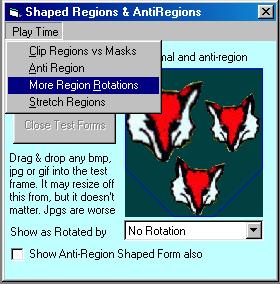 Shaped Regions & AntiRegions
Play Time
Clip Regions vs Masks
Anti Region
More Region Rotations
Stretch Regions
and anti-region
Close Test Forms
Drag & drop any bmp,
jpg or gif into the test
frame. It may resize off
this from, but it doesn't
matter. Jpgs are worse
Show as Rotated by
No Rotation
Show Anti-Region Shaped Form also